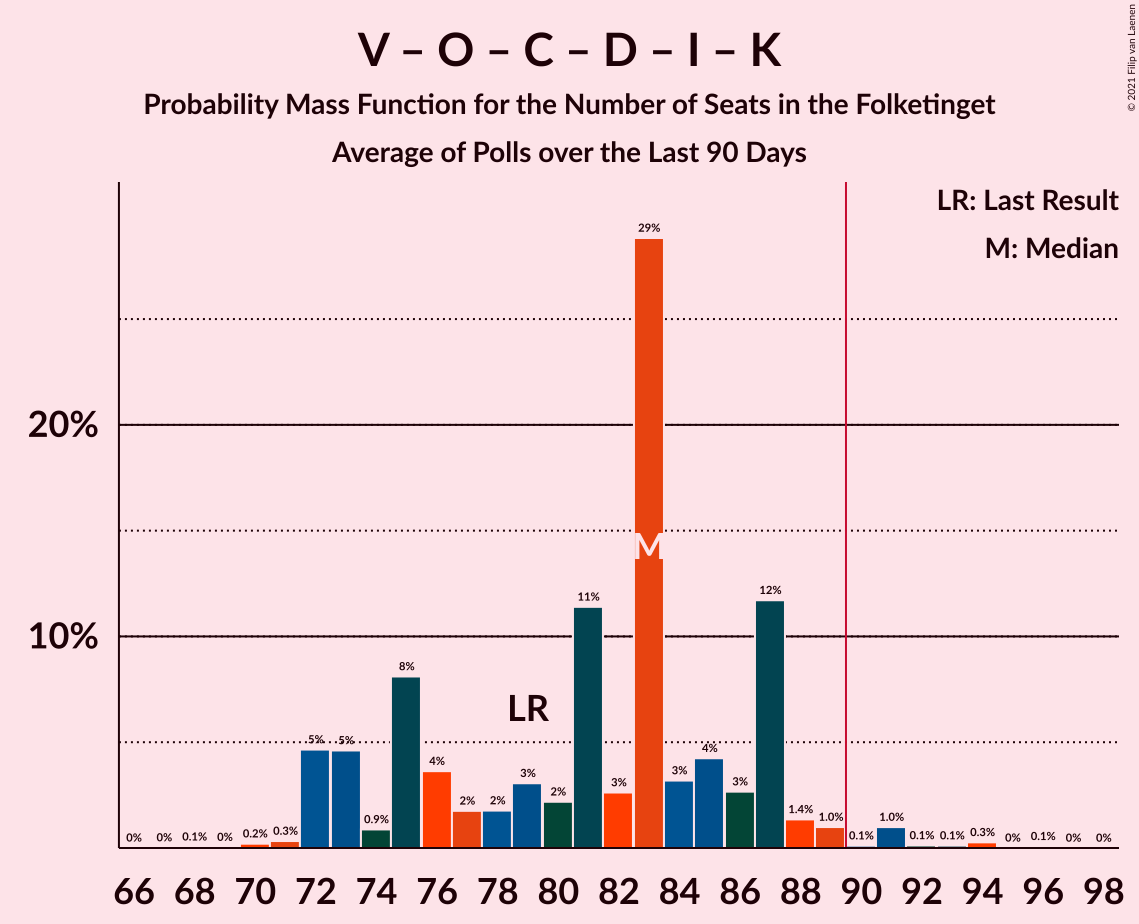 V – O – C – D – I – K
Probability Mass Function for the Number of Seats in the Folketinget
Average of Polls over the Last 90 Days
© 2021 Filip van Laenen
LR: Last Result
M: Median
20%
10%
0% 0% 0.1% 0% 0.2% 0.3% 5% 5% 0.9% 8% 4% 2% 2% 3% 2% 11% 3% 29% 3% 4% 3% 12% 1.4% 1.0% 0.1% 1.0% 0.1% 0.1% 0.3% 0% 0.1% 0% 0%
LR
M
66 68 70 72 74 76 78 80 82 84 86 88 90 92 94 96 98